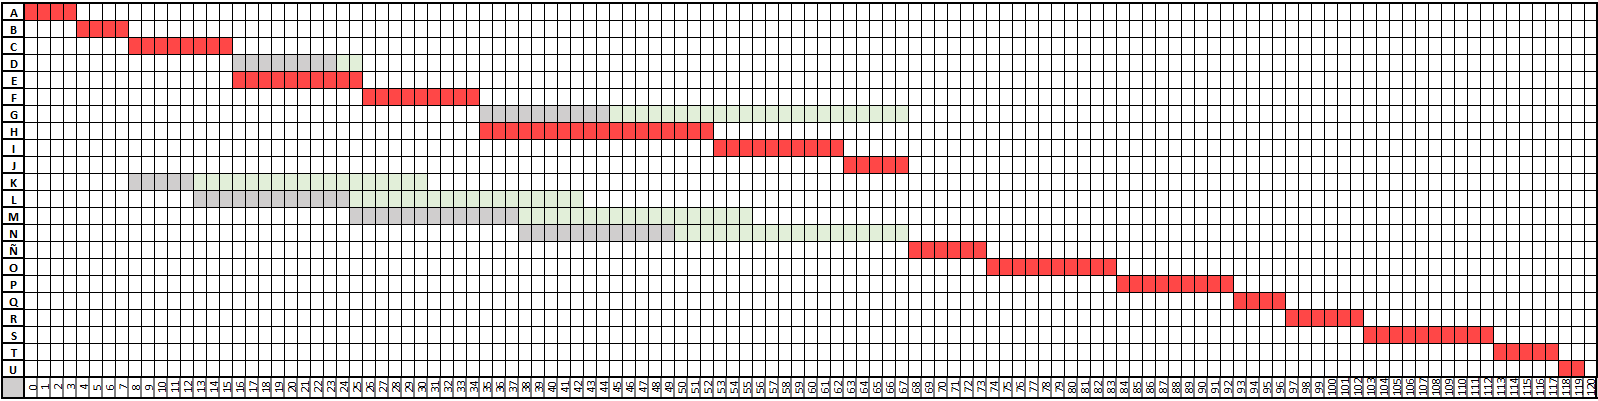 A
B
C
D
E
F
G
H
I
J
K
L
M
N
Ñ
O
P
Q
R
S
T
U
0 1 2 3 4 5 6 7 8 9 10 11 12 13 14 15 16 17 18 19 20 21 22 23 24 25 26 27 28 29 30 31 32 33 34 35 36 37 38 39 40 41 42 43 44 45 46 47 48 49 50 51 52 53 54 55 56 57 58 59 60 61 62 63 64 65 66 67 68 69 70 71 72 73 74 75 76 77 78 79 80 81 82 83 84 85 86 87 88 89 90 91 92 93 94 95 96 97 98 99 100 101 102 103 104 105 106 107 108 109 110 111 112 113 114 115 116 117 118 119 120